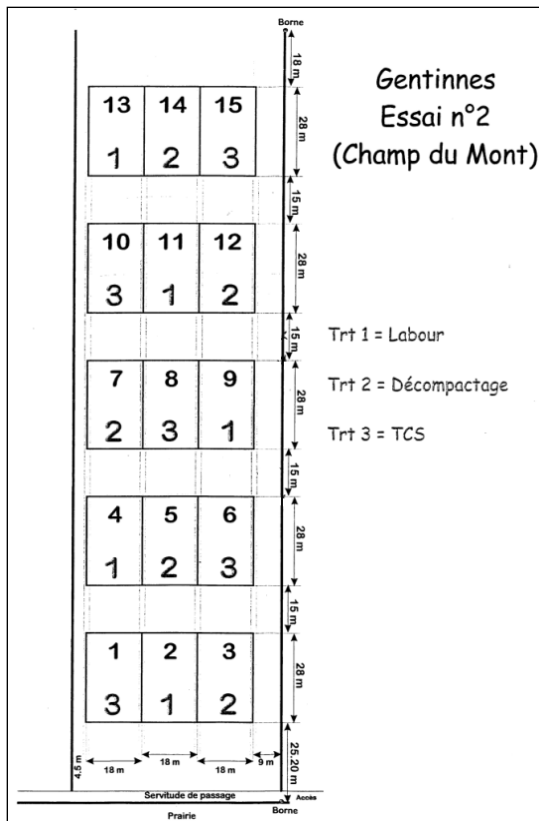 Borne
18 m
Gentinnes
Essai n°2
(Champ du Mont)
13 14 15
1 2 3
28 m
15 m
10 11 12
3 1 2
28 m
15 m
Trt 1 = Labour
7 8 9
Trt 2 = Décompactage
2 3 1
28 m
Trt 3 = TCS
15 m
4 5 6
1 2 3
28 m
15 m
1 2 3
3 1 2
28 m
4.5 m
18 m
18 m
18 m
9 m
25.20 m
Servitude de passage
Accès
Borne
Prairie